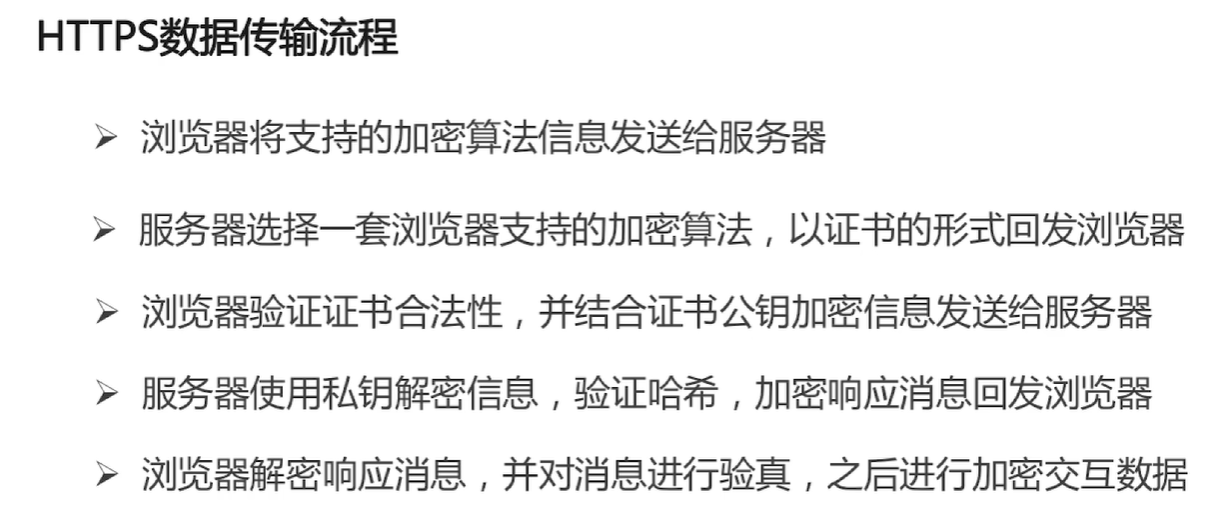 HTTPS数据传输流程
浏览器将支持的加密算法信息发送给服务器
服务器选择一套浏览器支持的加密算法，以证书的形式回发浏览器
浏览器验证证书合法性，并结合证书公钥加密信息发送给服务器
服务器使用私钥解密信息，验证哈希，加密响应消息回发浏览器
浏览器解密响应消息，并对消息进行验真，之后进行加密交互数据